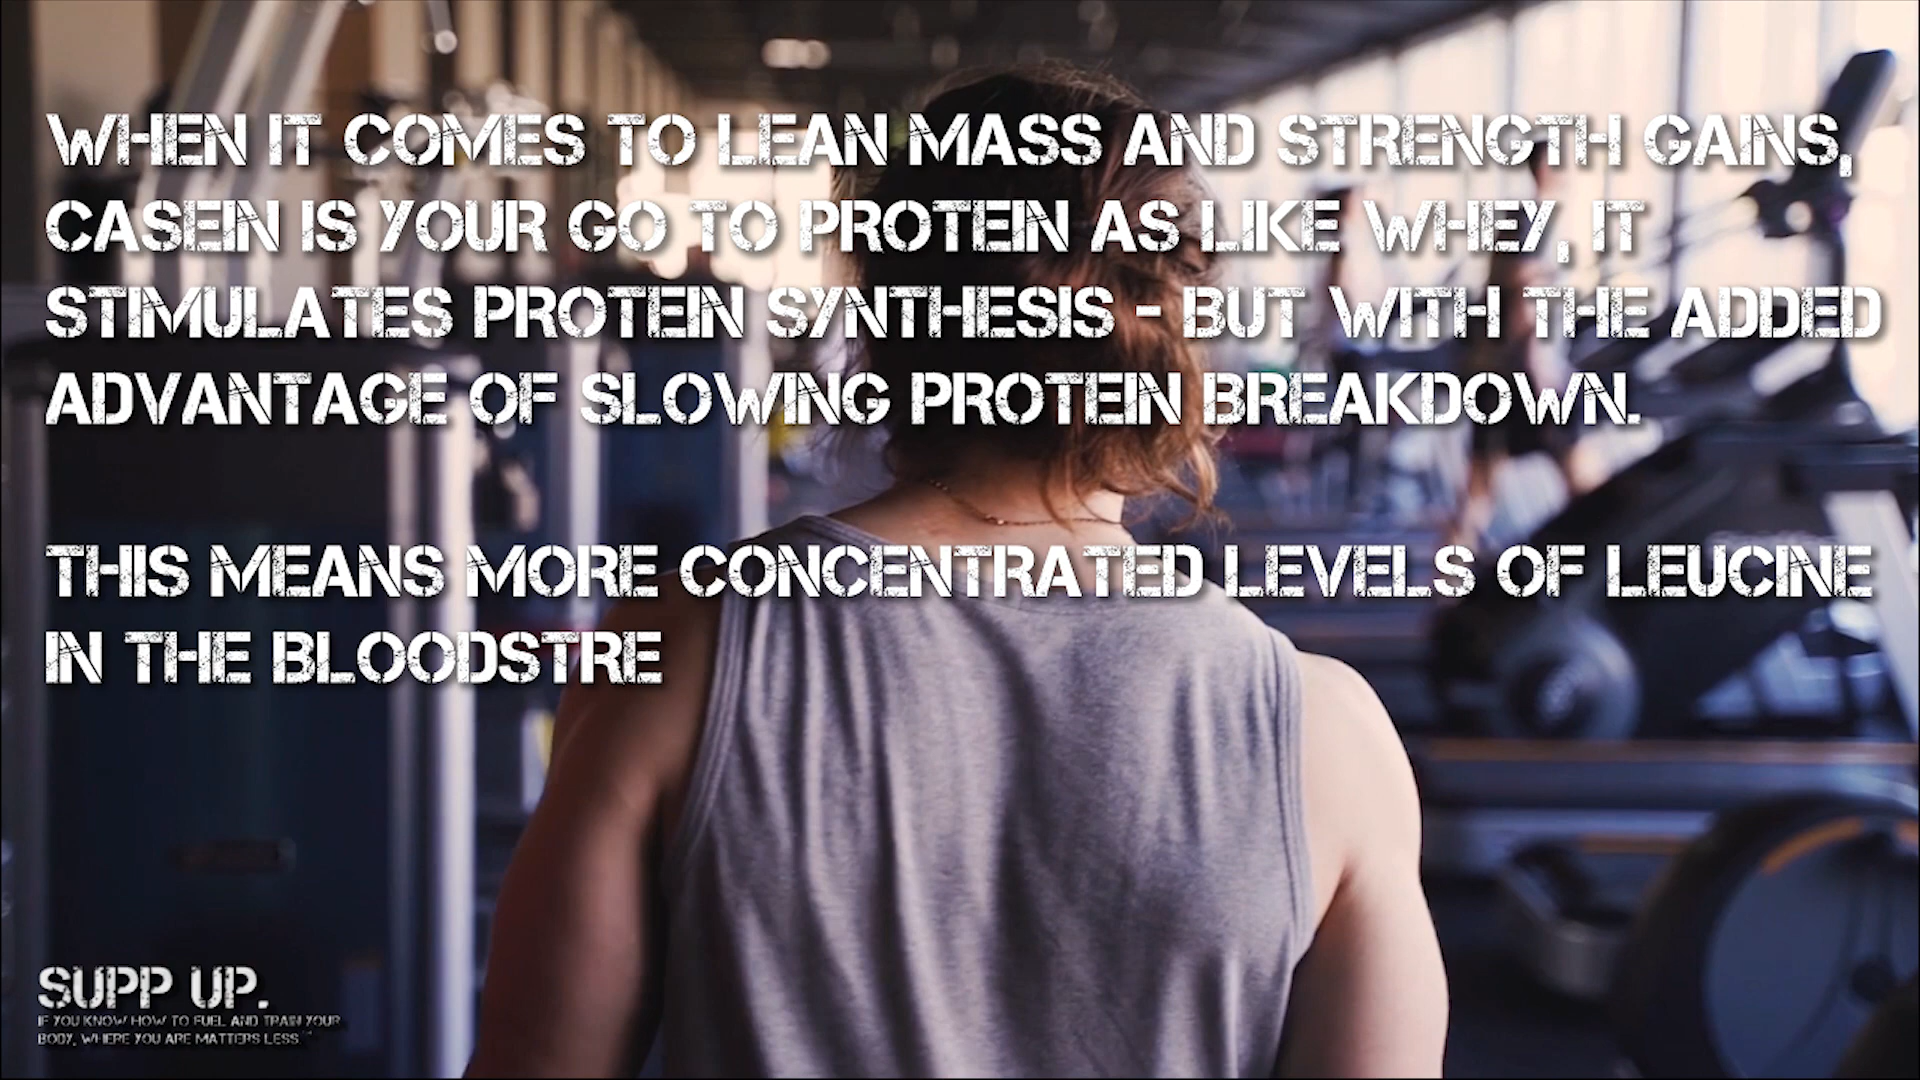 WHEN IT COMES TO LEAN MASS AND STRENGTH GAINS,
CASEIN IS YOUR GO TO PROTEIN AS LIKE WHEY, IT
STIMULATES PROTEIN SYNTHESIS - BUT WITH THE ADDED
ADVANTAGE OF SLOWING PROTEIN BREAKDOWN.
THIS MEANS MORE CONCENTRATED LEVELS OF LEUCINE
IN THE BLOODSTRE
SUPP UP.
IF YOU KNOW HOW TO FUEL AND TRAIN YOUR
BODY, WHERE YOU ARE MATTERS LESS